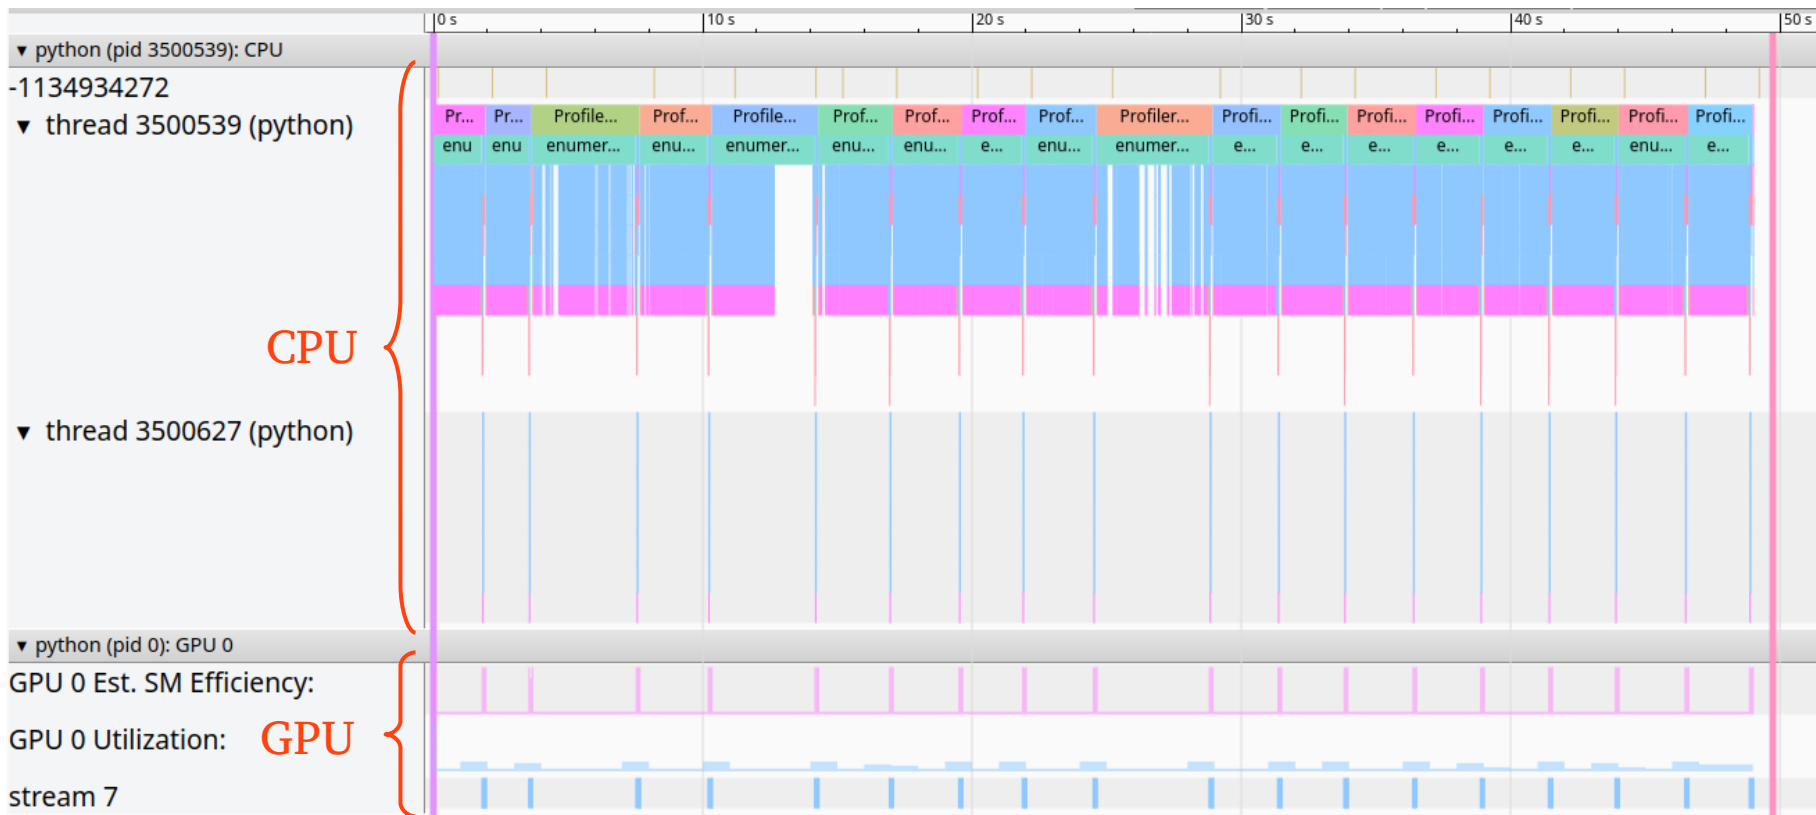 0 s 10 s 20 s 30 s 40 s 50 s
▼ python (pid 3500539): CPU
-1134934272
▼ thread 3500539 (python)
Pr... Pr... Profile... Prof... Profile... Prof... Prof... Prof... Prof... Profiler... Profi... Profi... Profi... Profi... Profi... Profi... Profi... Profi...
enu enu enumer... enu... enumer... enu... enu... e... enu... enumer... e... e... e... e... e... e... enu... e...
CPU
▼ thread 3500627 (python)
▼ python (pid 0): GPU 0
GPU 0 Est. SM Efficiency:
GPU 0 Utilization:
GPU
stream 7